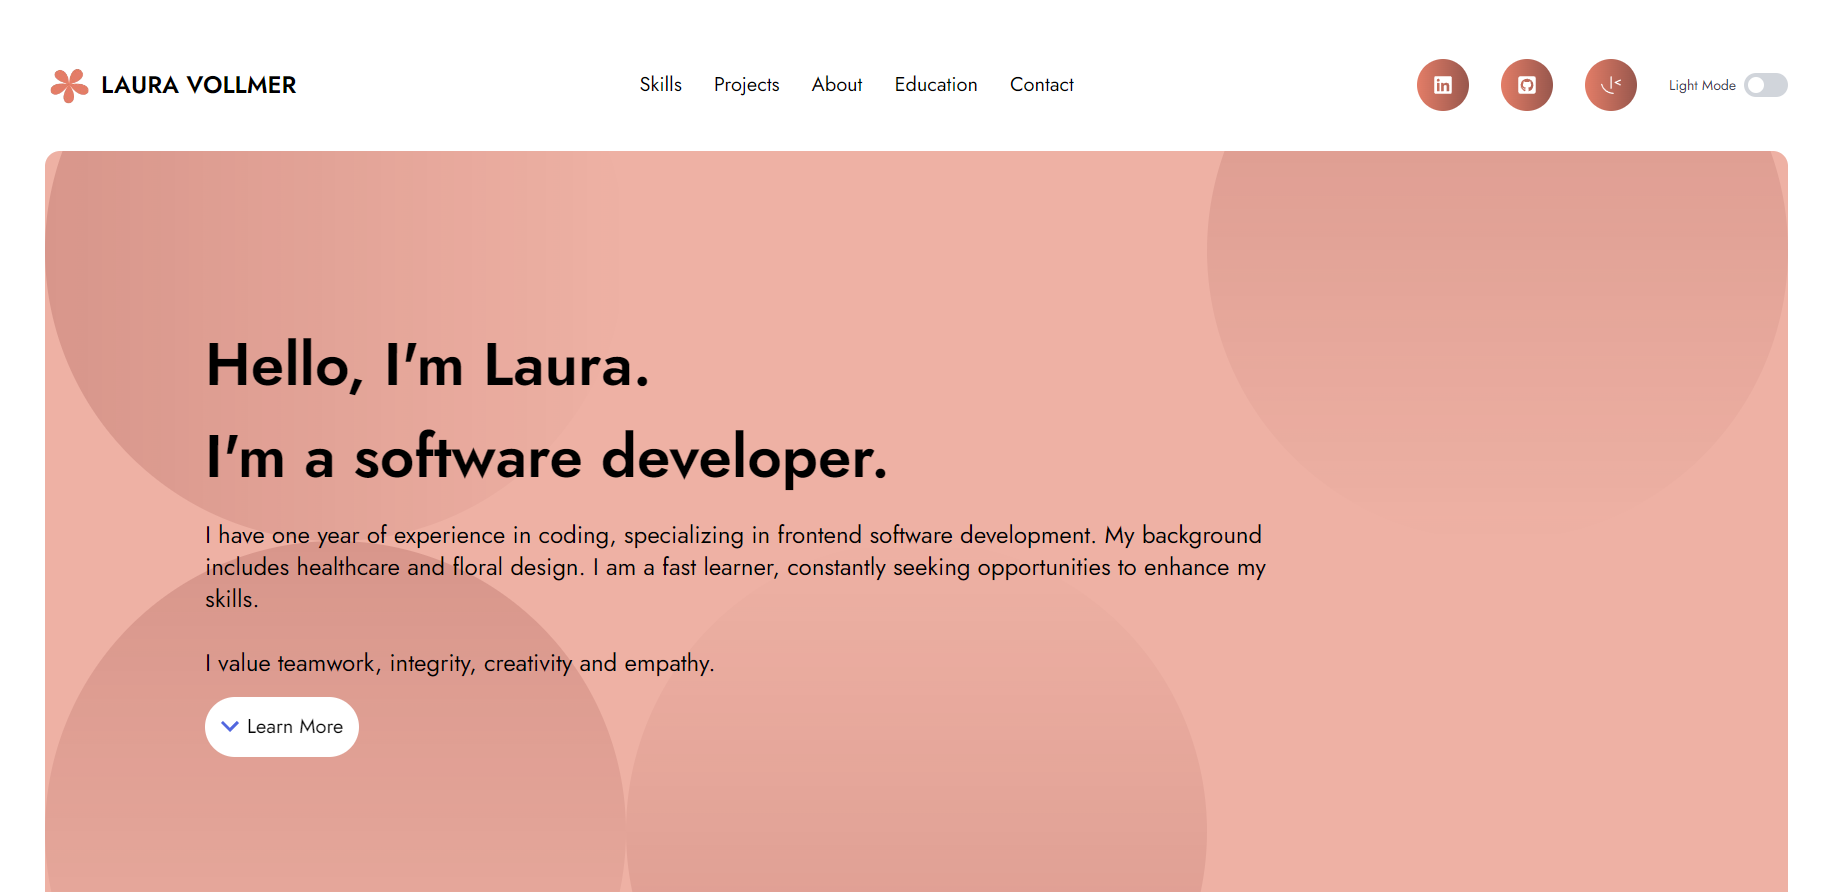 LAURA VOLLMER
Skills Projects About Education Contact
Light Mode
Hello, I'm Laura.
I'm a software developer.
I have one year of experience in coding, specializing in frontend software development. My background
includes healthcare and floral design. I am a fast learner, constantly seeking opportunities to enhance my
skills.
I value teamwork, integrity, creativity and empathy.
Learn More